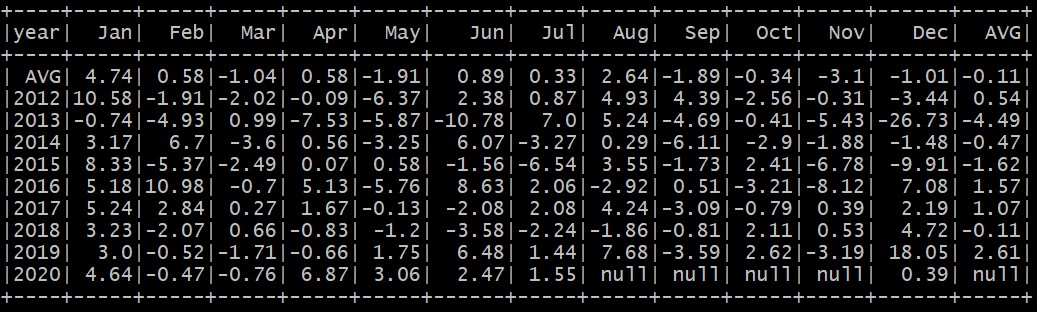 +----+-----+-----+-----+-----+-----+------+-----+-----+-----+-----+-----+------+-----+
|year|  Jan|  Feb|  Mar|  Apr|  May|   Jun|  Jul|  Aug|  Sep|  Oct|  Nov|   Dec|  AVG|
+----+-----+-----+-----+-----+-----+------+-----+-----+-----+-----+-----+------+-----+
| AVG| 4.74| 0.58|-1.04| 0.58|-1.91|  0.89| 0.33| 2.64|-1.89|-0.34| -3.1| -1.01|-0.11|
|2012|10.58|-1.91|-2.02|-0.09|-6.37|  2.38| 0.87| 4.93| 4.39|-2.56|-0.31| -3.44| 0.54|
|2013|-0.74|-4.93| 0.99|-7.53|-5.87|-10.78|  7.0| 5.24|-4.69|-0.41|-5.43|-26.73|-4.49|
|2014| 3.17|  6.7| -3.6| 0.56|-3.25|  6.07|-3.27| 0.29|-6.11| -2.9|-1.88| -1.48|-0.47|
|2015| 8.33|-5.37|-2.49| 0.07| 0.58| -1.56|-6.54| 3.55|-1.73| 2.41|-6.78| -9.91|-1.62|
|2016| 5.18|10.98| -0.7| 5.13|-5.76|  8.63| 2.06|-2.92| 0.51|-3.21|-8.12|  7.08| 1.57|
|2017| 5.24| 2.84| 0.27| 1.67|-0.13| -2.08| 2.08| 4.24|-3.09|-0.79| 0.39|  2.19| 1.07|
|2018| 3.23|-2.07| 0.66|-0.83| -1.2| -3.58|-2.24|-1.86|-0.81| 2.11| 0.53|  4.72|-0.11|
|2019|  3.0|-0.52|-1.71|-0.66| 1.75|  6.48| 1.44| 7.68|-3.59| 2.62|-3.19| 18.05| 2.61|
|2020| 4.64|-0.47|-0.76| 6.87| 3.06|  2.47| 1.55| null| null| null| null|  0.39| null|
+----+-----+-----+-----+-----+-----+------+-----+-----+-----+-----+-----+------+-----+